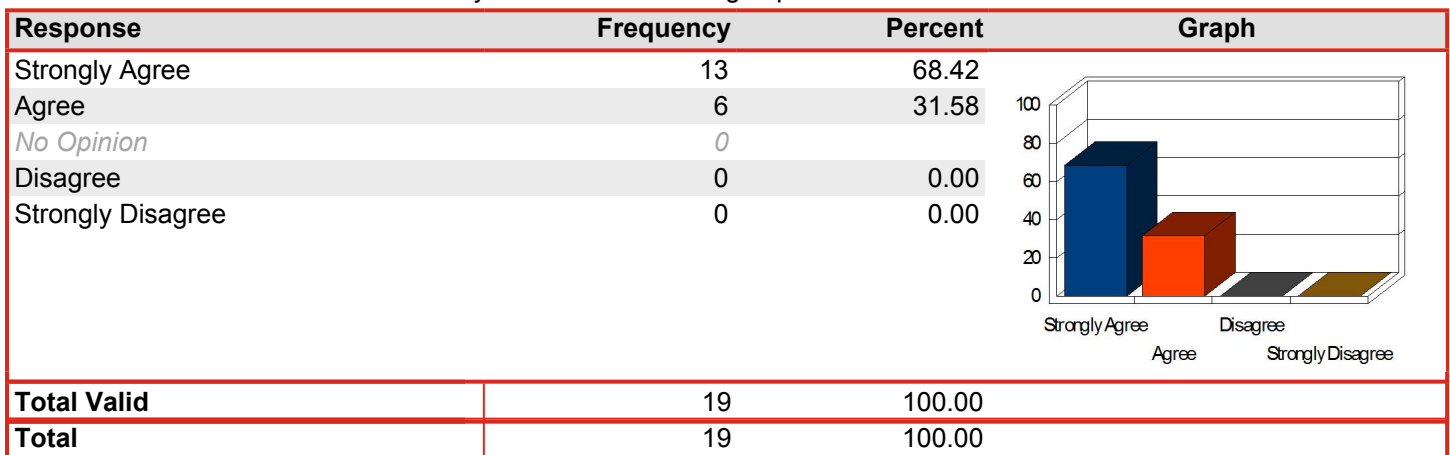 Response Frequency Percent Graph
Strongly Agree 13 68.42
Agree 6 31.58
No Opinion 0
Disagree 0 0.00
Strongly Disagree 0 0.00
100
80
60
40
20
0
Strongly Agree Disagree
Agree Strongly Disagree
Total Valid 19 100.00
Total 19 100.00